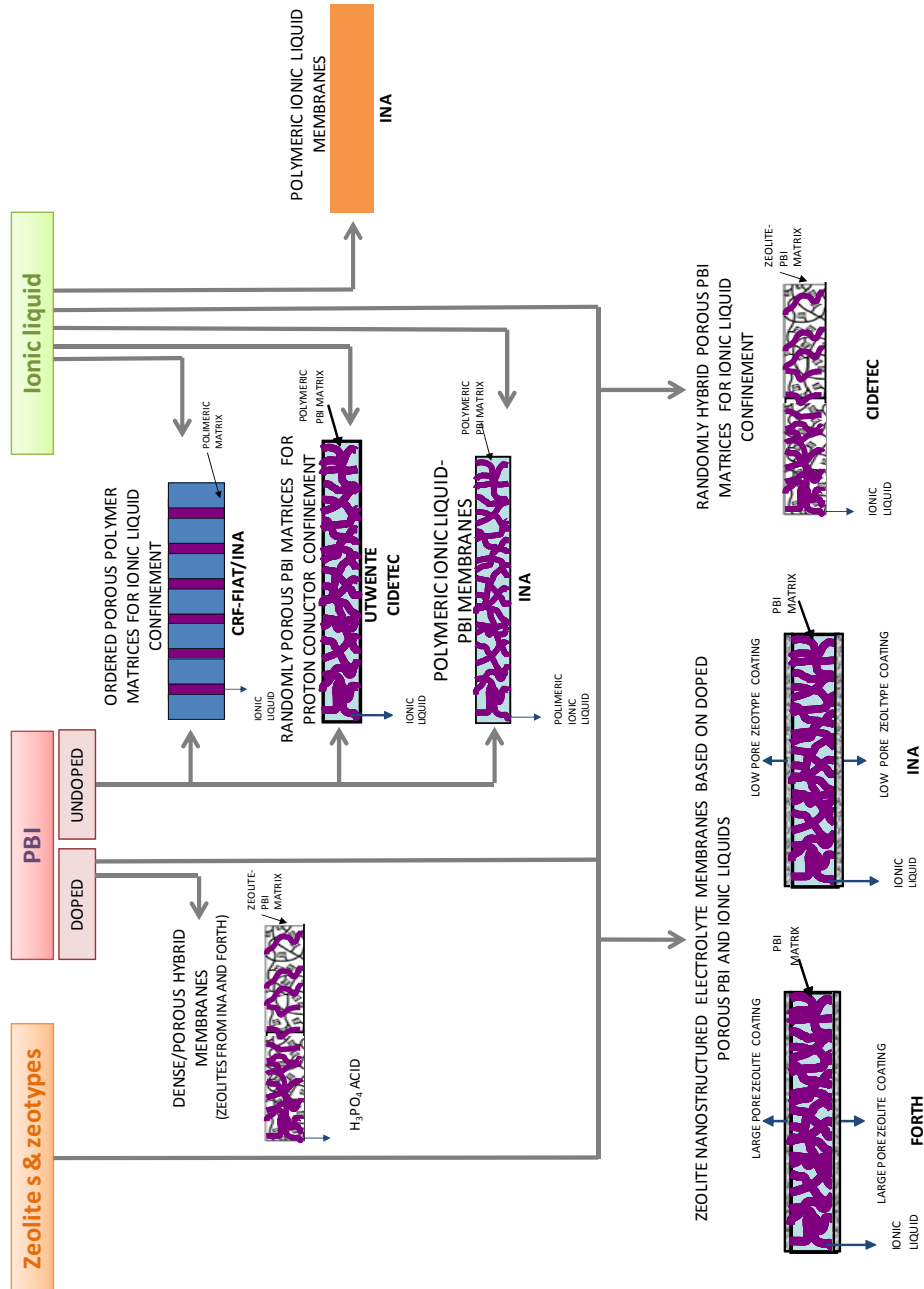 Zeolite s & zeotypes
PBI
Ionic liquid
DOPED
UNDOPED
DENSE/POROUS HYBRID
MEMBRANES
(ZEOLITES FROM INA AND FORTH)
ZEOLITE-
PBI
MATRIX
H₃PO₄ ACID
ORDERED POROUS POLYMER
MATRICES FOR IONIC LIQUID
CONFINEMENT
POLIMERIC
MATRIX
IONIC
LIQUID
CRF-FIAT/INA
RANDOMLY POROUS PBI MATRICES FOR
PROTON CONDUCTOR CONFINEMENT
POLYMERIC
PBI MATRIX
IONIC
LIQUID
UTWENTE
CIDETEC
POLYMERIC IONIC LIQUID-
PBI MEMBRANES
POLYMERIC
PBI MATRIX
POLIMERIC
IONIC
LIQUID
INA
POLYMERIC IONIC LIQUID
MEMBRANES
INA
ZEOLITE NANOSTRUCTURED ELECTROLYTE MEMBRANES BASED ON DOPED
POROUS PBI AND IONIC LIQUIDS
LARGE PORE ZEOLITE COATING
PBI
MATRIX
IONIC
LIQUID
LARGE PORE ZEOLITE COATING
FORTH
LOW PORE ZEOTYPE COATING
PBI
MATRIX
IONIC
LIQUID
LOW PORE ZEOLTYPE COATING
INA
RANDOMLY HYBRID POROUS PBI
MATRICES FOR IONIC LIQUID
CONFINEMENT
ZEOLITE-
PBI
MATRIX
IONIC
LIQUID
CIDETEC